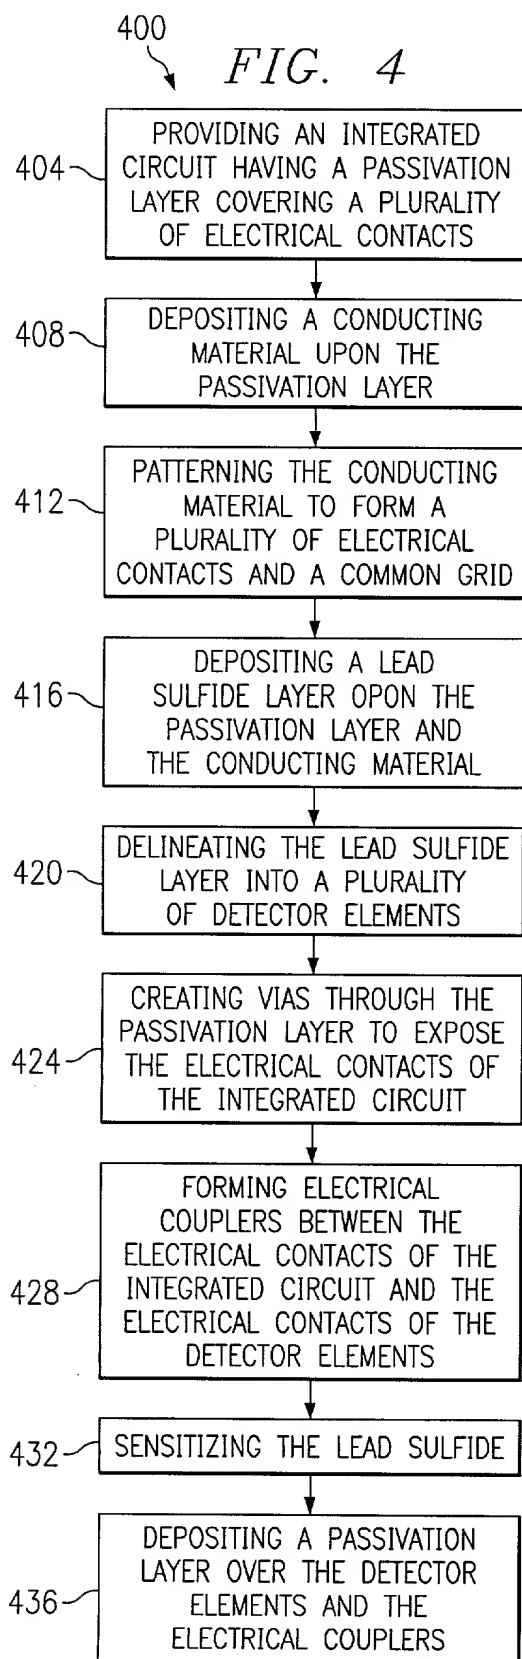 400
FIG. 4
404
PROVIDING AN INTEGRATED
CIRCUIT HAVING A PASSIVATION
LAYER COVERING A PLURALITY
OF ELECTRICAL CONTACTS
408
DEPOSITING A CONDUCTING
MATERIAL UPON THE
PASSIVATION LAYER
412
PATTERNING THE CONDUCTING
MATERIAL TO FORM A
PLURALITY OF ELECTRICAL
CONTACTS AND A COMMON GRID
416
DEPOSITING A LEAD
SULFIDE LAYER OPON THE
PASSIVATION LAYER AND
THE CONDUCTING MATERIAL
420
DELINEATING THE LEAD SULFIDE
LAYER INTO A PLURALITY
OF DETECTOR ELEMENTS
424
CREATING VIAS THROUGH THE
PASSIVATION LAYER TO EXPOSE
THE ELECTRICAL CONTACTS OF
THE INTEGRATED CIRCUIT
428
FORMING ELECTRICAL
COUPLERS BETWEEN THE
ELECTRICAL CONTACTS OF THE
INTEGRATED CIRCUIT AND THE
ELECTRICAL CONTACTS OF THE
DETECTOR ELEMENTS
432
SENSITIZING THE LEAD SULFIDE
436
DEPOSITING A PASSIVATION
LAYER OVER THE DETECTOR
ELEMENTS AND THE
ELECTRICAL COUPLERS